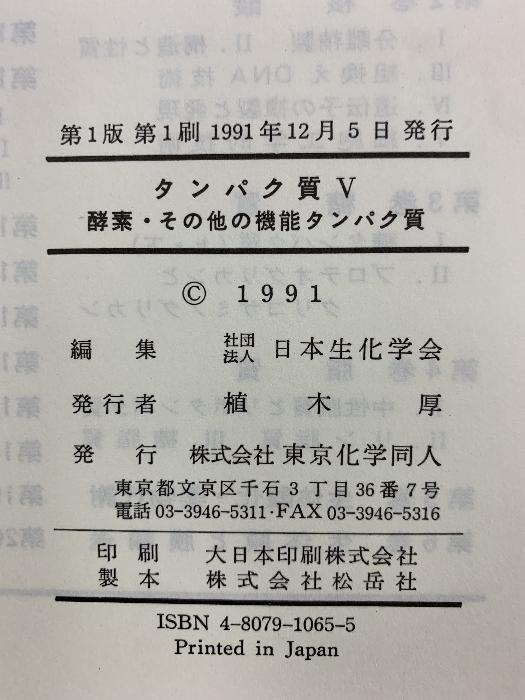 第1版 第1刷 1991年12月5日 発行
タンパク質 V
酵素・その他の機能タンパク質
© 1991
編集 社団法人 日本生化学会
発行者 植木厚
発行 株式会社 東京化学同人
東京都文京区千石3丁目36番7号
電話 03-3946-5311・FAX 03-3946-5316
印刷 大日本印刷株式会社
製本 株式会社松岳社
ISBN 4-8079-1065-5
Printed in Japan